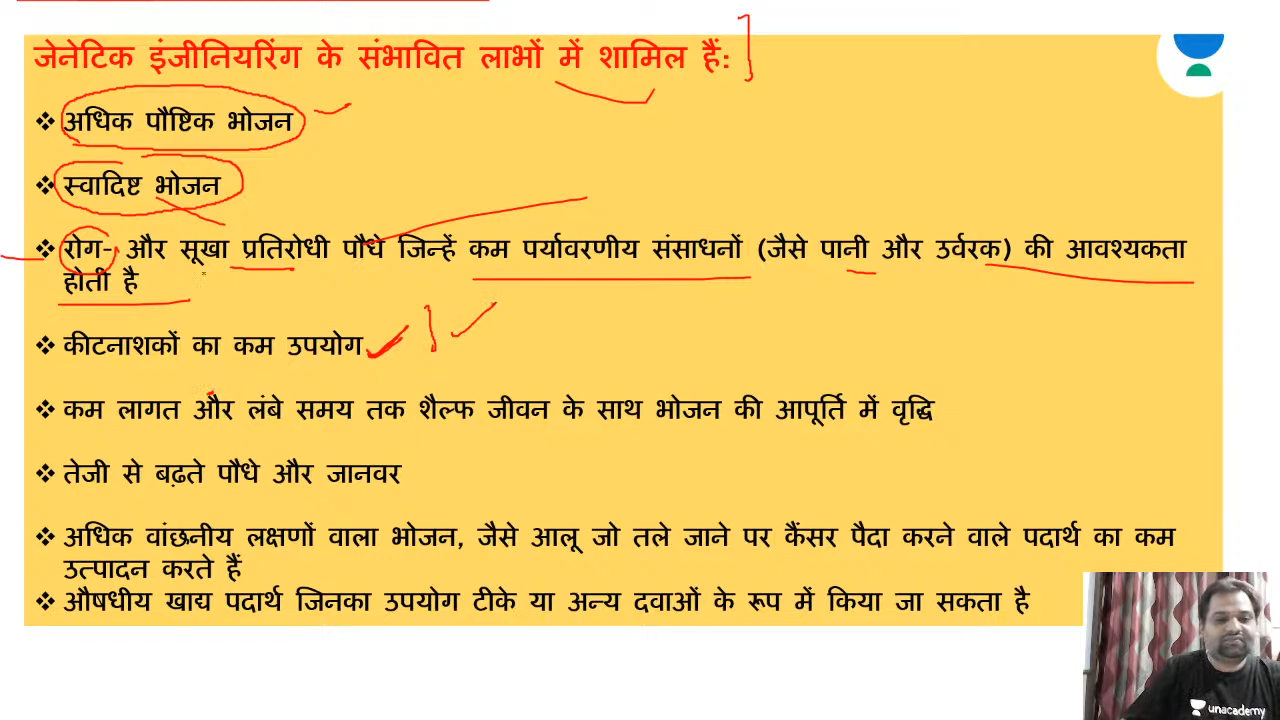 जेनेटिक इंजीनियरिंग के संभावित लाभों में शामिल हैं:
❖ अधिक पौष्टिक भोजन
❖ स्वादिष्ट भोजन
❖ रोग- और सूखा प्रतिरोधी पौधे जिन्हें कम पर्यावरणीय संसाधनों (जैसे पानी और उर्वरक) की आवश्यकता
होती है
❖ कीटनाशकों का कम उपयोग
❖ कम लागत और लंबे समय तक शैल्फ जीवन के साथ भोजन की आपूर्ति में वृद्धि
❖ तेजी से बढ़ते पौधे और जानवर
❖ अधिक वांछनीय लक्षणों वाला भोजन, जैसे आलू जो तले जाने पर कैंसर पैदा करने वाले पदार्थ का कम
उत्पादन करते हैं
❖ औषधीय खाद्य पदार्थ जिनका उपयोग टीके या अन्य दवाओं के रूप में किया जा सकता है
unacademy